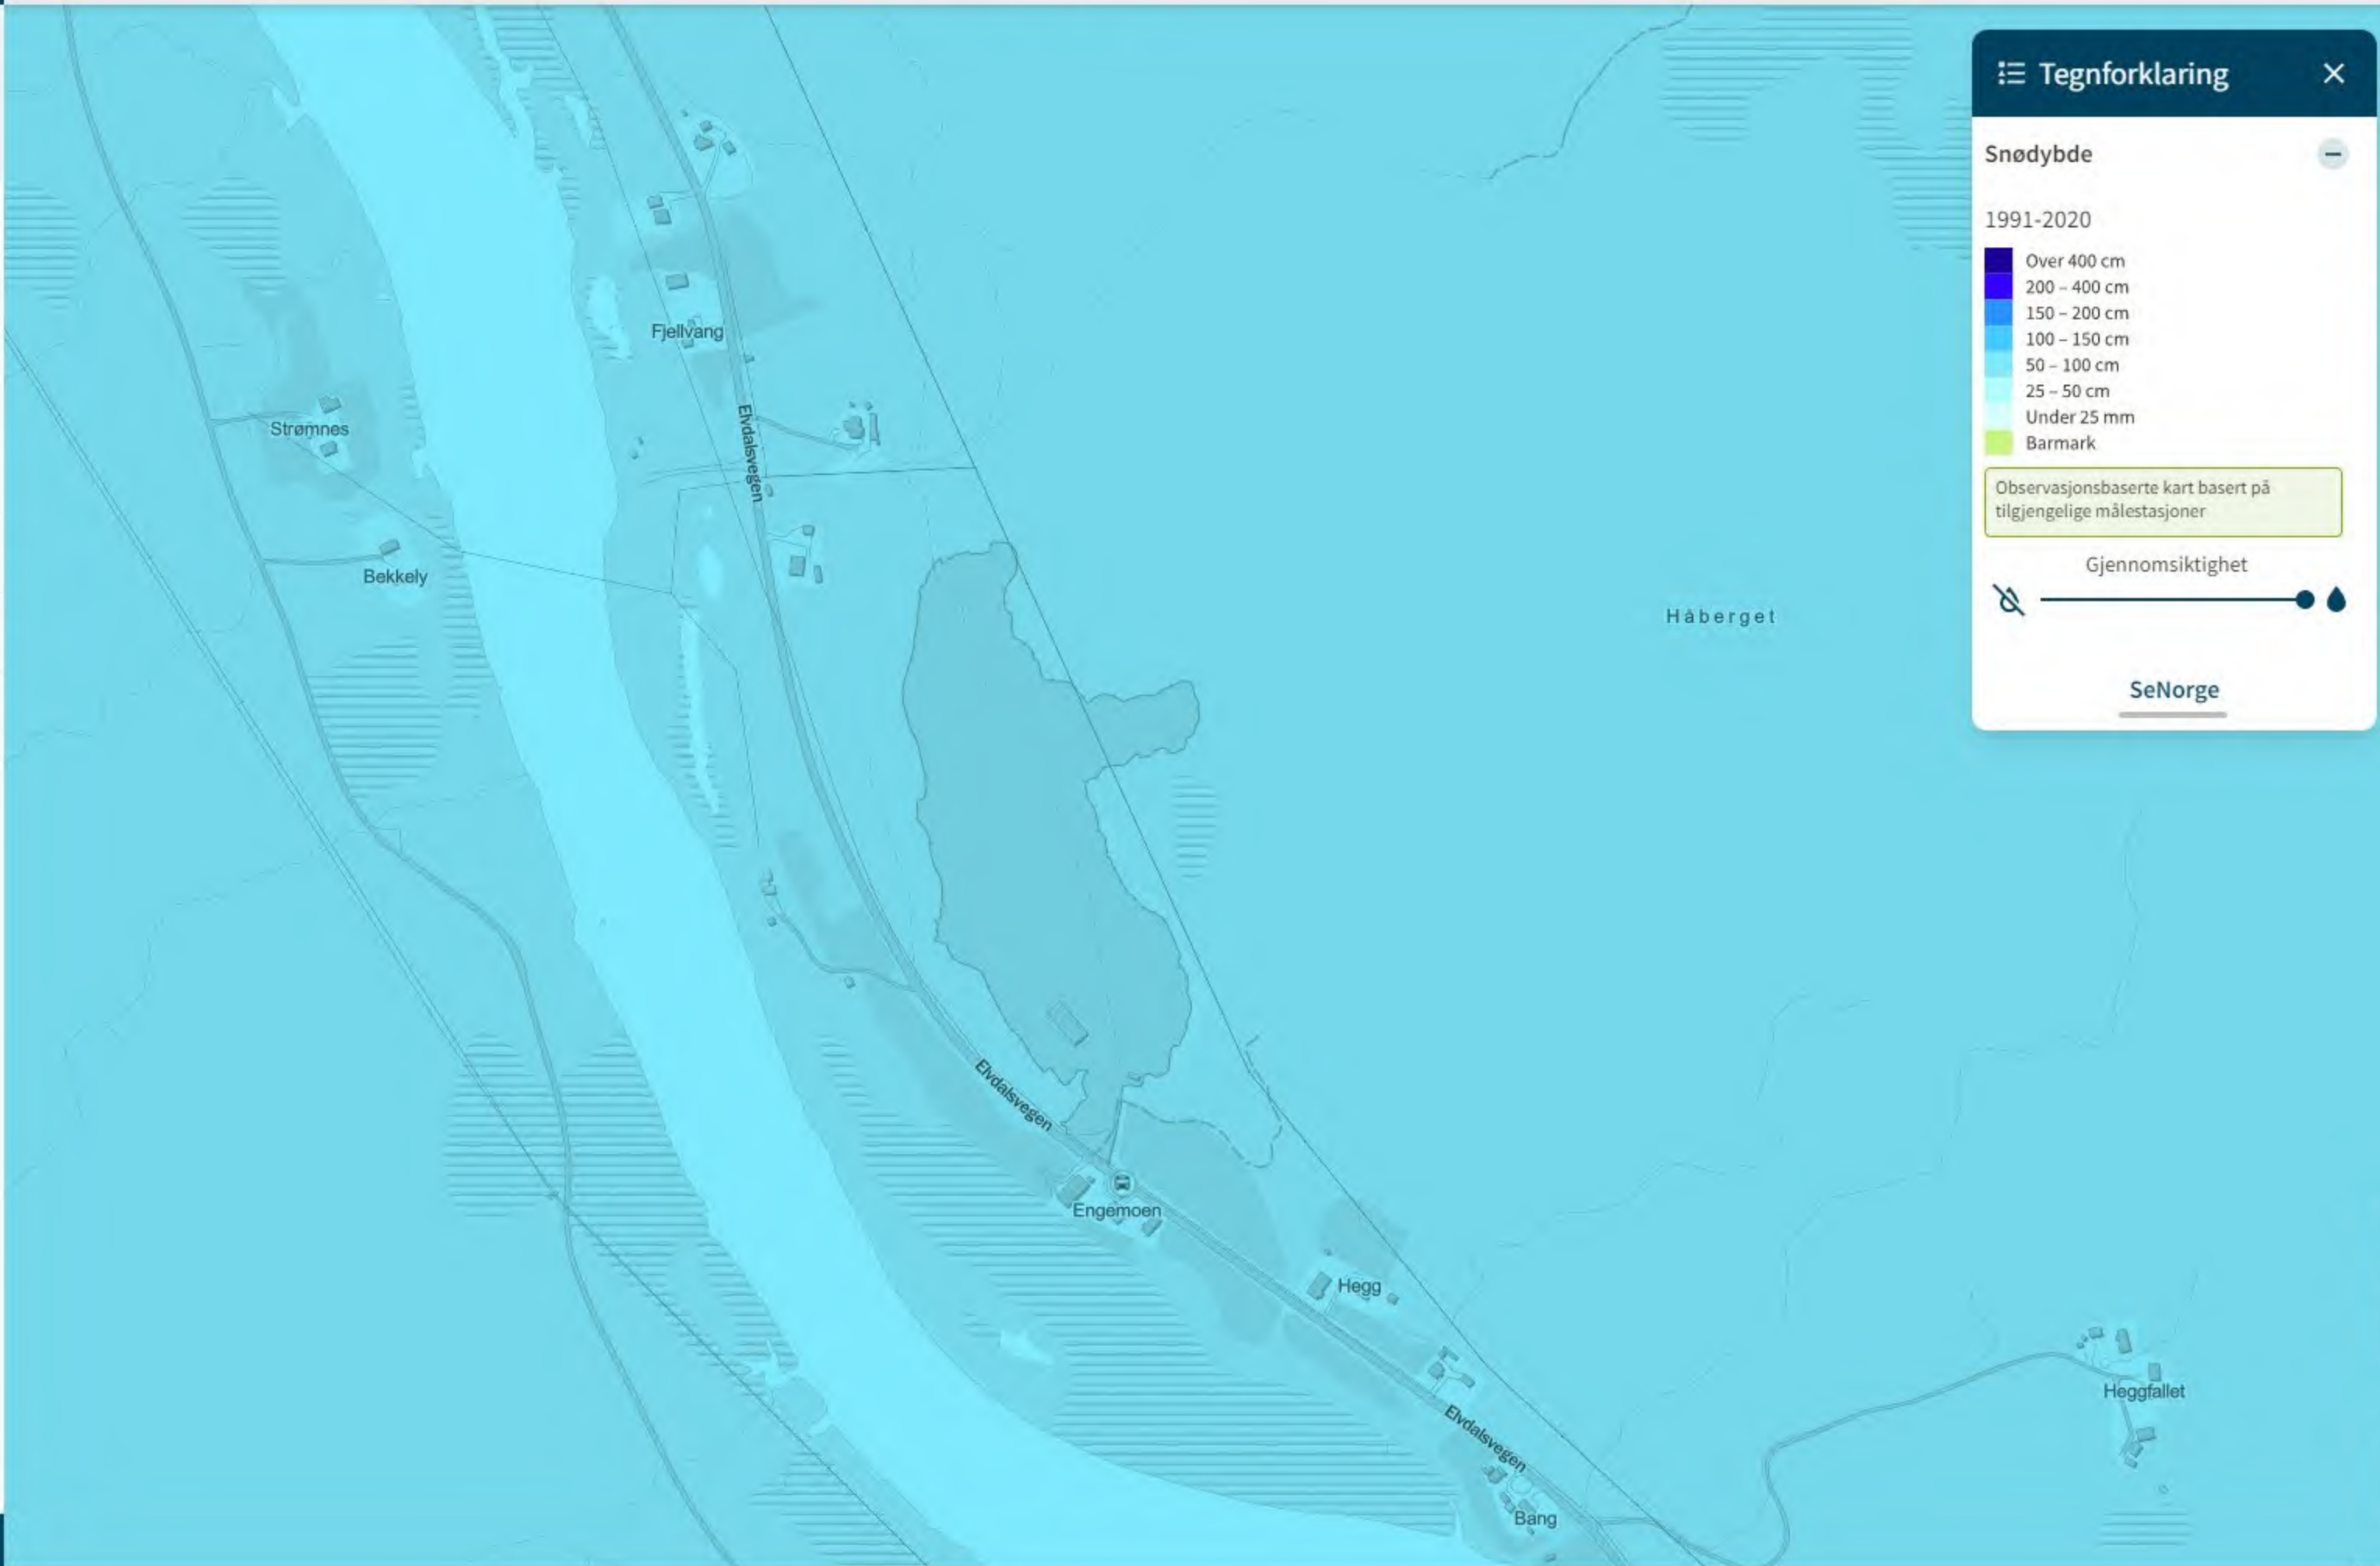 Tegnforklaring
Snødybde
1991-2020
Over 400 cm
200 – 400 cm
150 – 200 cm
100 – 150 cm
50 – 100 cm
25 – 50 cm
Under 25 mm
Barmark
Observasjonsbaserte kart basert på
tilgjengelige målestasjoner
Gjennomsiktighet
SeNorge
Fjellvang
Strømnes
Elvdalsvegen
Bekkely
Håberget
Elvdalsvegen
Engemoen
Hegg
Heggfallet
Elvdalsvegen
Bang